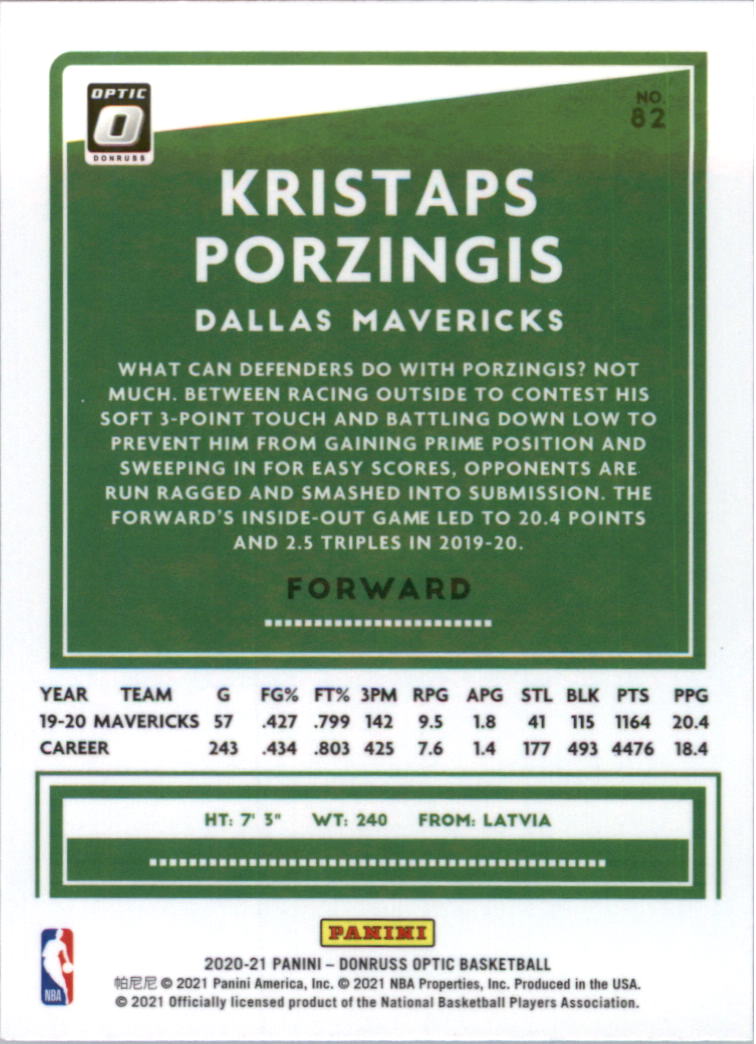 OPTIC
O
DONRUSS
NO.
82
KRISTAPS
PORZINGIS
DALLAS MAVERICKS
WHAT CAN DEFENDERS DO WITH PORZINGIS? NOT
MUCH. BETWEEN RACING OUTSIDE TO CONTEST HIS
SOFT 3-POINT TOUCH AND BATTLING DOWN LOW TO
PREVENT HIM FROM GAINING PRIME POSITION AND
SWEEPING IN FOR EASY SCORES, OPPONENTS ARE
RUN RAGGED AND SMASHED INTO SUBMISSION. THE
FORWARD'S INSIDE-OUT GAME LED TO 20.4 POINTS
AND 2.5 TRIPLES IN 2019-20.
FORWARD
YEAR TEAM G FG% FT% 3PM RPG APG STL BLK PTS PPG
19-20 MAVERICKS 57 .427 .799 142 9.5 1.8 41 115 1164 20.4
CAREER 243 .434 .803 425 7.6 1.4 177 493 4476 18.4
HT: 7' 3" WT: 240 FROM: LATVIA
PANINI
NBA
2020-21 PANINI – DONRUSS OPTIC BASKETBALL
帕尼尼 © 2021 Panini America, Inc. © 2021 NBA Properties, Inc. Produced in the USA.
© 2021 Officially licensed product of the National Basketball Players Association.